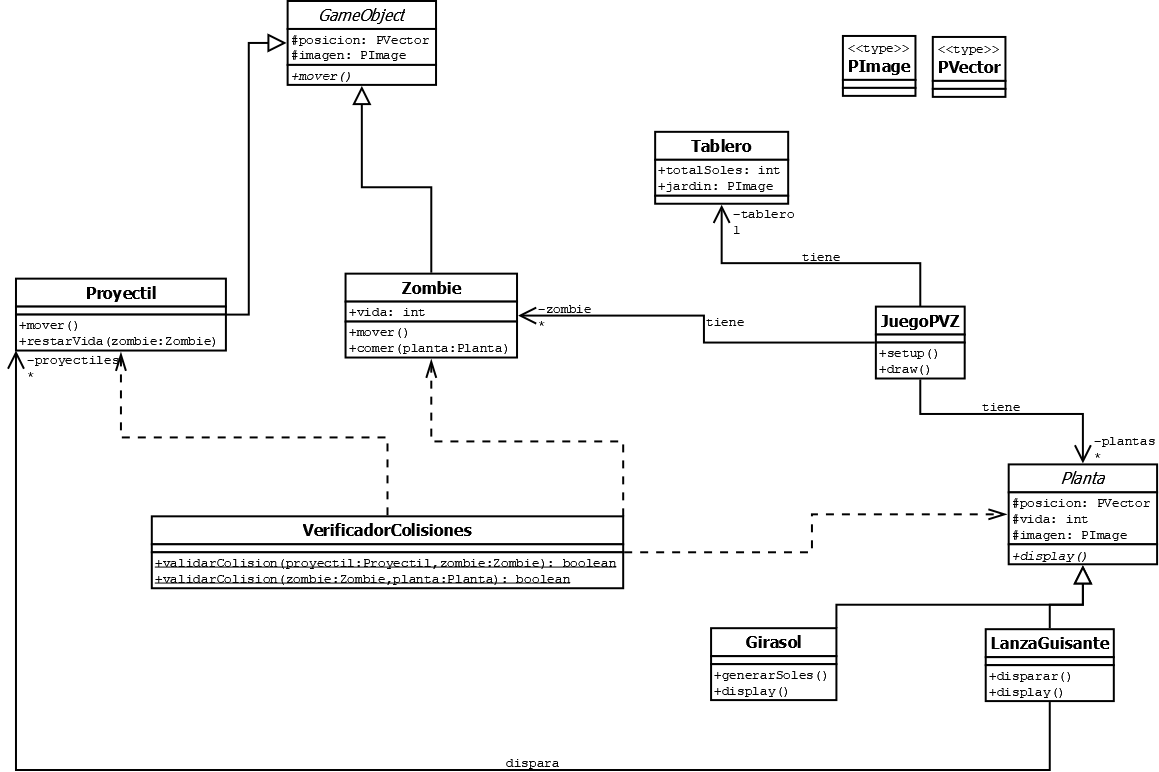 GameObject
#posicion: PVector
#imagen: PImage
+mover()
<<type>>
PImage
<<type>>
PVector
Tablero
+totalSoles: int
+jardin: PImage
-tablero
1
tiene
Proyectil
+mover()
+restarVida(zombie:Zombie)
-proyectiles
*
Zombie
+vida: int
+mover()
+comer(planta:Planta)
-zombie
*
tiene
JuegoPVZ
+setup()
+draw()
tiene
-plantas
*
Planta
#posicion: PVector
#vida: int
#imagen: PImage
+display()
VerificadorColisiones
+validarColision(proyectil:Proyectil,zombie:Zombie): boolean
+validarColision(zombie:Zombie,planta:Planta): boolean
Girasol
+generarSoles()
+display()
LanzaGuisante
+disparar()
+display()
dispara